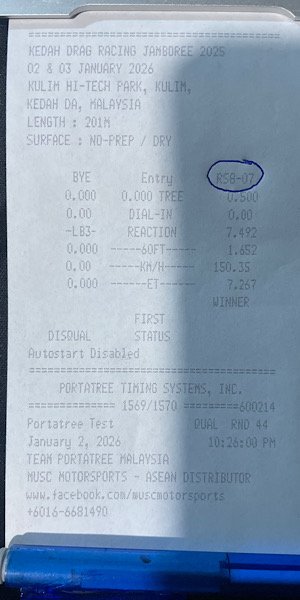 KEDAH DRAG RACING JAMBOREE 2025
02 & 03 JANUARY 2026
KULIM HI-TECH PARK, KULIM,
KEDAH DA, MALAYSIA
LENGTH : 201M
SURFACE : NO-PREP / DRY
BYE Entry R58-07
0.000 0.000 TREE 0.500
0.00 DIAL-IN 0.00
-LB3- REACTION 7.492
0.000 ------60FT------ 1.652
0.00 ------KM/H----- 150.35
0.000 -------ET------ 7.267
WINNER
FIRST
DISQUAL STATUS
Autostart Disabled
PORTATREE TIMING SYSTEMS, INC.
============= 1569/1570 =========600214
Portatree Test QUAL RND 44
January 2, 2026 10:26:00 PM
TEAM PORTATREE MALAYSIA
MUSC MOTORSPORTS - ASEAN DISTRIBUTOR
www.facebook.com/muscmotorsports
+6016-6681490